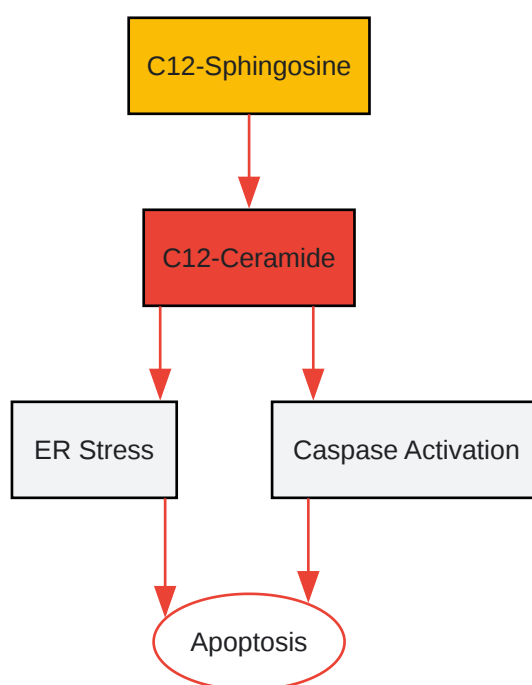 C12-Sphingosine
C12-Ceramide
ER Stress
Caspase Activation
Apoptosis